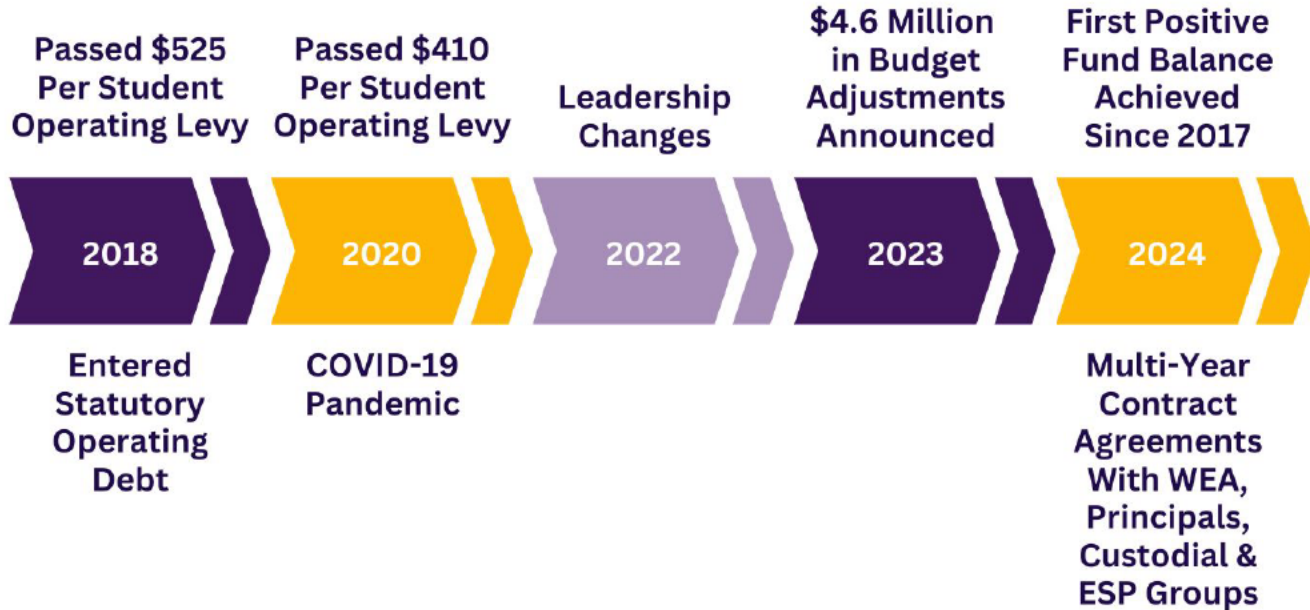 Passed $525
Per Student
Operating Levy
Passed $410
Per Student
Operating Levy
Leadership
Changes
$4.6 Million
in Budget
Adjustments
Announced
First Positive
Fund Balance
Achieved
Since 2017
2018
2020
2022
2023
2024
Entered
Statutory
Operating
Debt
COVID-19
Pandemic
Multi-Year
Contract
Agreements
With WEA,
Principals,
Custodial &
ESP Groups